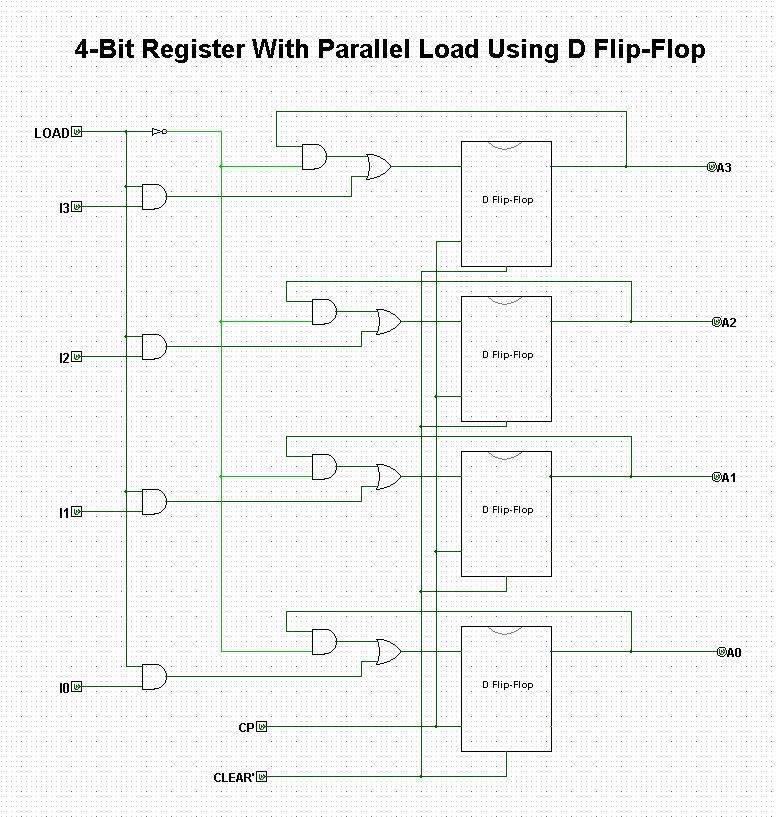 4-Bit Register With Parallel Load Using D Flip-Flop
LOAD
A3
D Flip-Flop
I3
A2
D Flip-Flop
I2
A1
D Flip-Flop
I1
A0
D Flip-Flop
I0
CP
CLEAR'